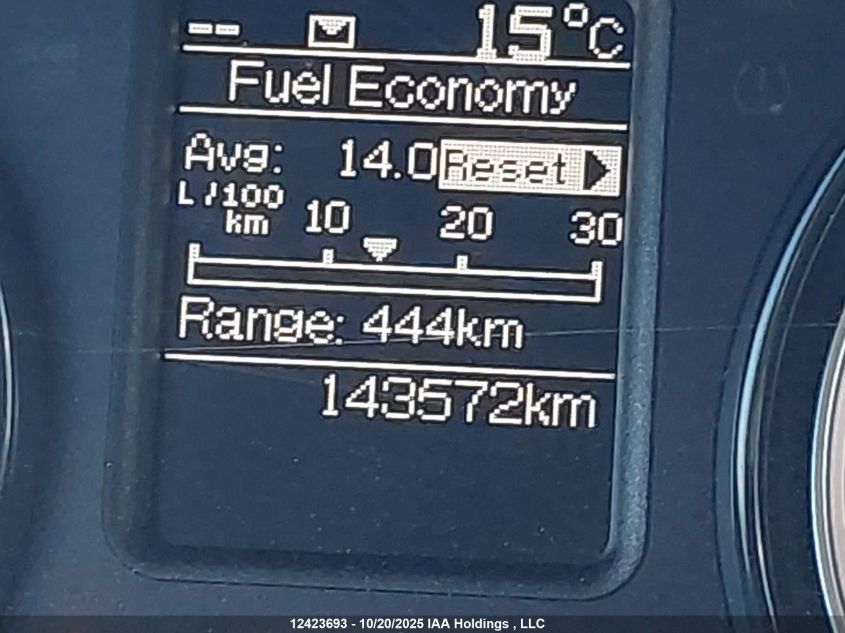 -- 15°C
Fuel Economy
Avg: 14.0 Reset
L/100
km 10 20 30
Range: 444km
143572km
12423693 - 10/20/2025 IAA Holdings , LLC